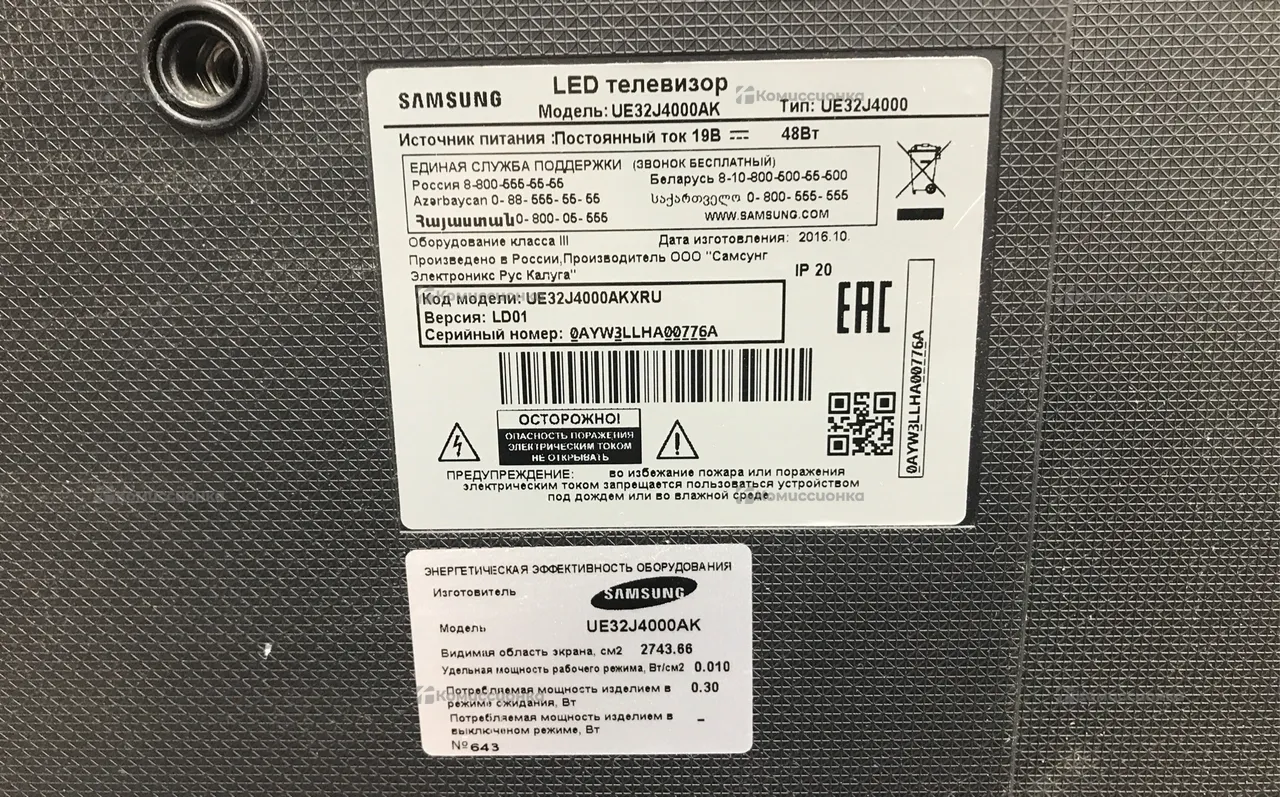 LED телевизор
SAMSUNG
Модель: UE32J4000AK Тип: UE32J4000
Комиссионка
Источник питания :Постоянный ток 19В 48Вт
ЕДИНАЯ СЛУЖБА ПОДДЕРЖКИ (ЗВОНОК БЕСПЛАТНЫЙ)
Россия 8-800-555-55-55 Беларусь 8-10-800-500-55-500
Azərbaycan 0- 88- 555- 55- 55 საქართველო 0- 800- 555- 555
Հայաստան 0- 800- 05- 555 WWW.SAMSUNG.COM
Оборудование класса III Дата изготовления: 2016.10.
Произведено в России,Производитель ООО "Самсунг
Электроникс Рус Калуга" IP 20
Комиссионка
Код модели: UE32J4000AKXRU
Версия: LD01
Серийный номер: 0AYW3LLHA00776A
EAC
0AYW3LLHA00776A
ОСТОРОЖНО!
ОПАСНОСТЬ ПОРАЖЕНИЯ
ЭЛЕКТРИЧЕСКИМ ТОКОМ
НЕ ОТКРЫВАТЬ
ПРЕДУПРЕЖДЕНИЕ: во избежание пожара или поражения
электрическим током запрещается пользоваться устройством
под дождем или во влажной среде
Комиссионка
Комиссионка
ЭНЕРГЕТИЧЕСКАЯ ЭФФЕКТИВНОСТЬ ОБОРУДОВАНИЯ
Изготовитель SAMSUNG
Модель UE32J4000AK
Видимая область экрана, см2 2743.66
Удельная мощность рабочего режима, Вт/см2 0.010
Потребляемая мощность изделием в 0.30
режиме ожидания, Вт
Комиссионка
Потребляемая мощность изделием в –
выключеном режиме, Вт
№643